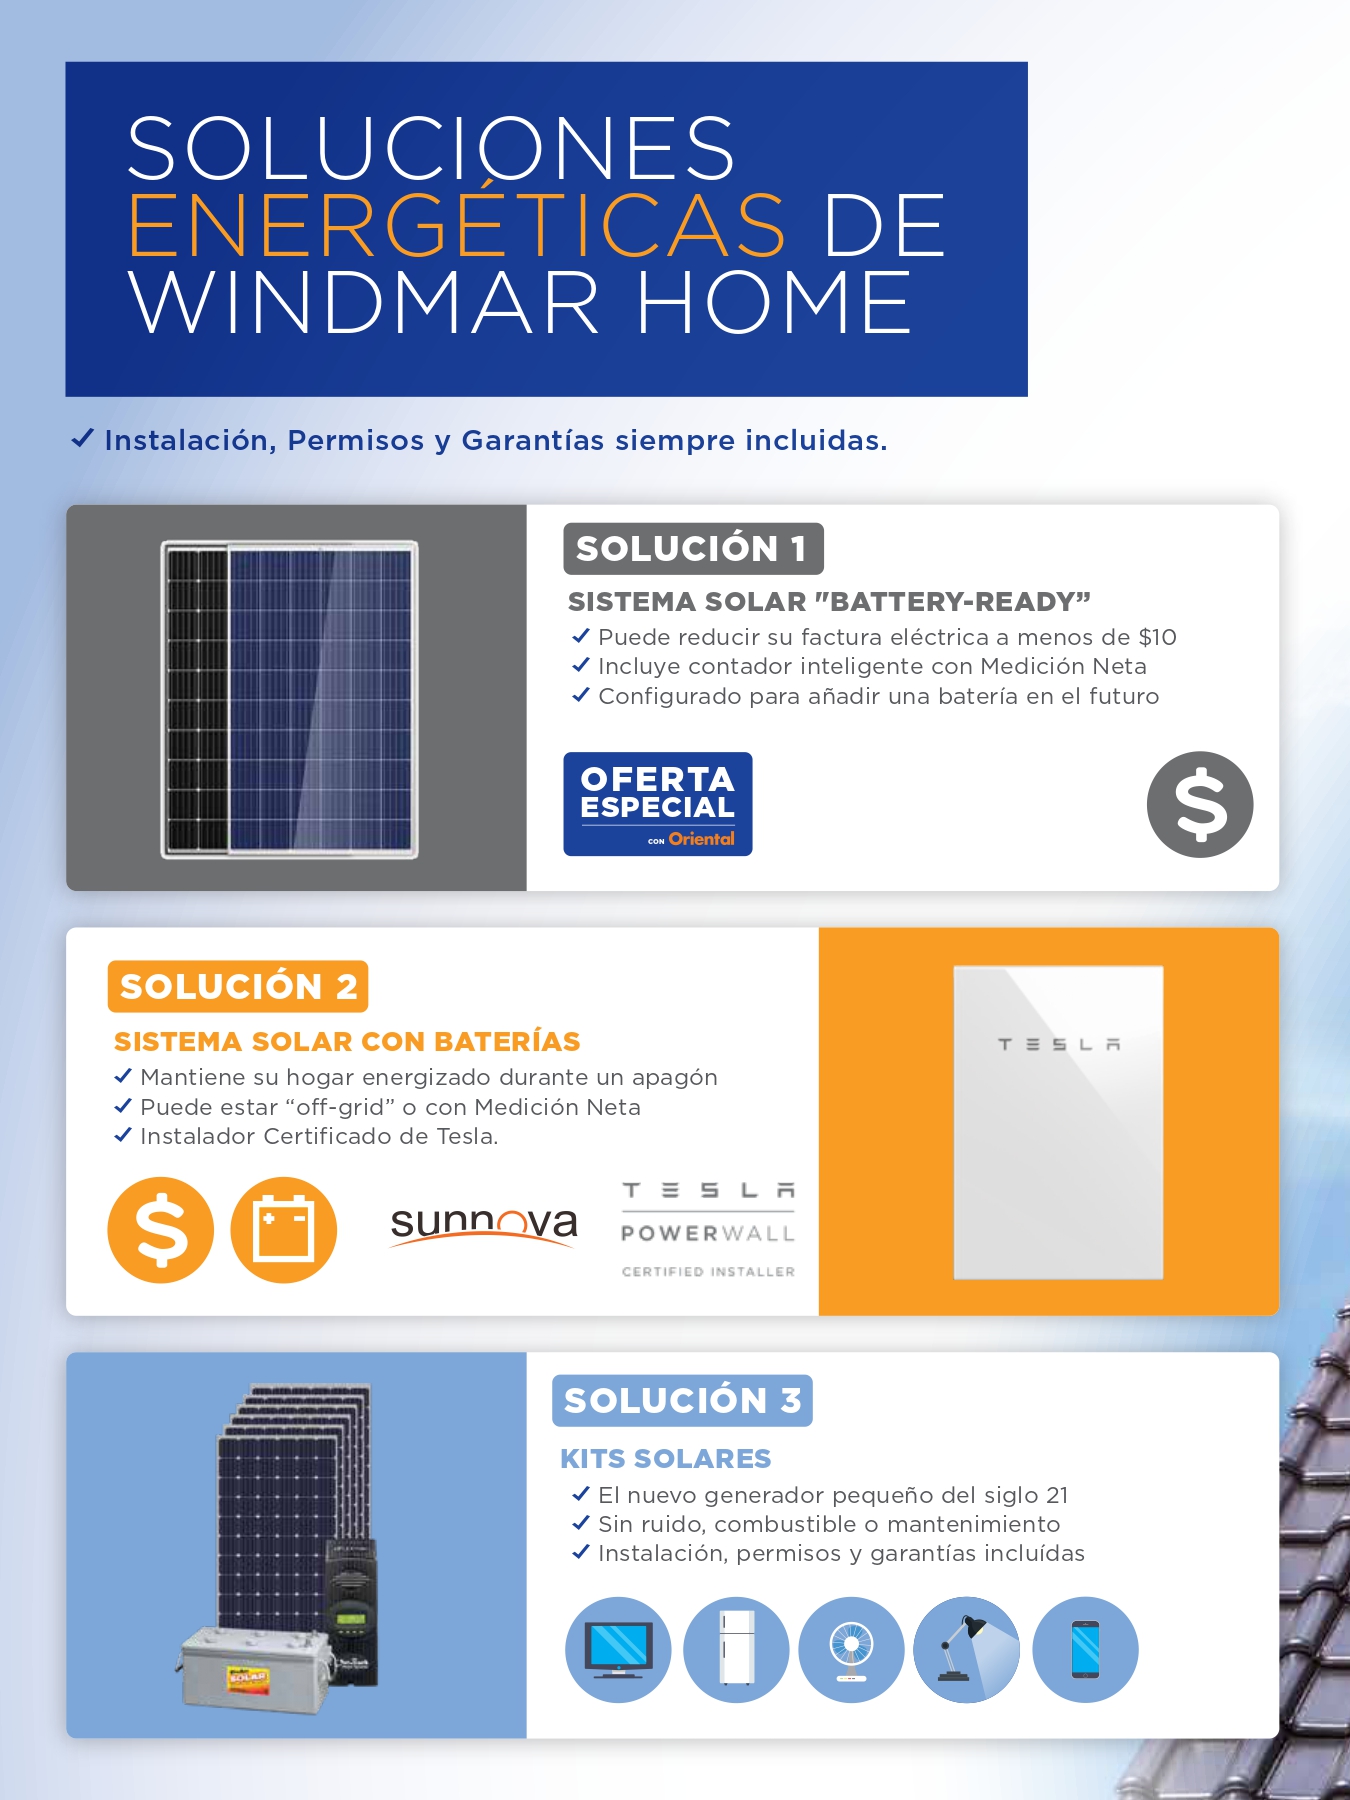 SOLUCIONES
ENERGÉTICAS DE
WINDMAR HOME
Instalación, Permisos y Garantías siempre incluidas.
SOLUCIÓN 1
SISTEMA SOLAR "BATTERY-READY”
Puede reducir su factura eléctrica a menos de $10
Incluye contador inteligente con Medición Neta
Configurado para añadir una batería en el futuro
OFERTA
ESPECIAL
CON Oriental
$
SOLUCIÓN 2
SISTEMA SOLAR CON BATERÍAS
Mantiene su hogar energizado durante un apagón
Puede estar “off-grid” o con Medición Neta
Instalador Certificado de Tesla.
$
sunnova
TESLA
POWERWALL
CERTIFIED INSTALLER
TESLA
SOLUCIÓN 3
KITS SOLARES
El nuevo generador pequeño del siglo 21
Sin ruido, combustible o mantenimiento
Instalación, permisos y garantías incluídas
SOLAR